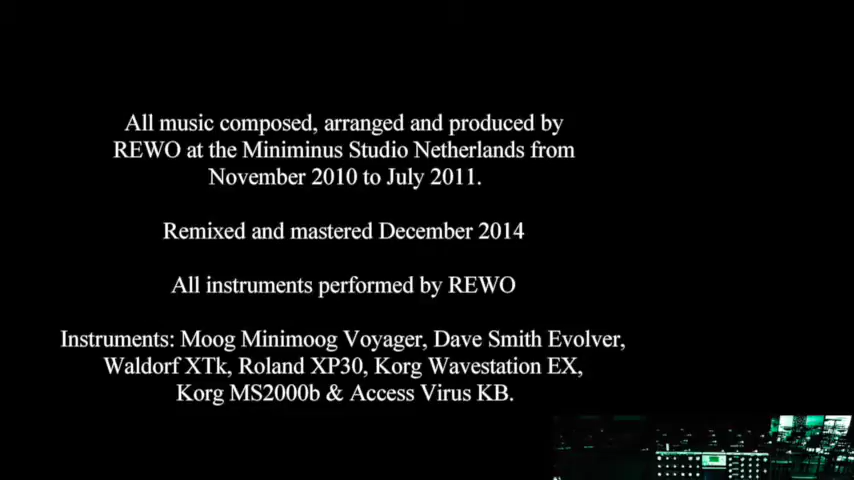 All music composed, arranged and produced by
REWO at the Miniminus Studio Netherlands from
November 2010 to July 2011.
Remixed and mastered December 2014
All instruments performed by REWO
Instruments: Moog Minimoog Voyager, Dave Smith Evolver,
Waldorf XTk, Roland XP30, Korg Wavestation EX,
Korg MS2000b & Access Virus KB.